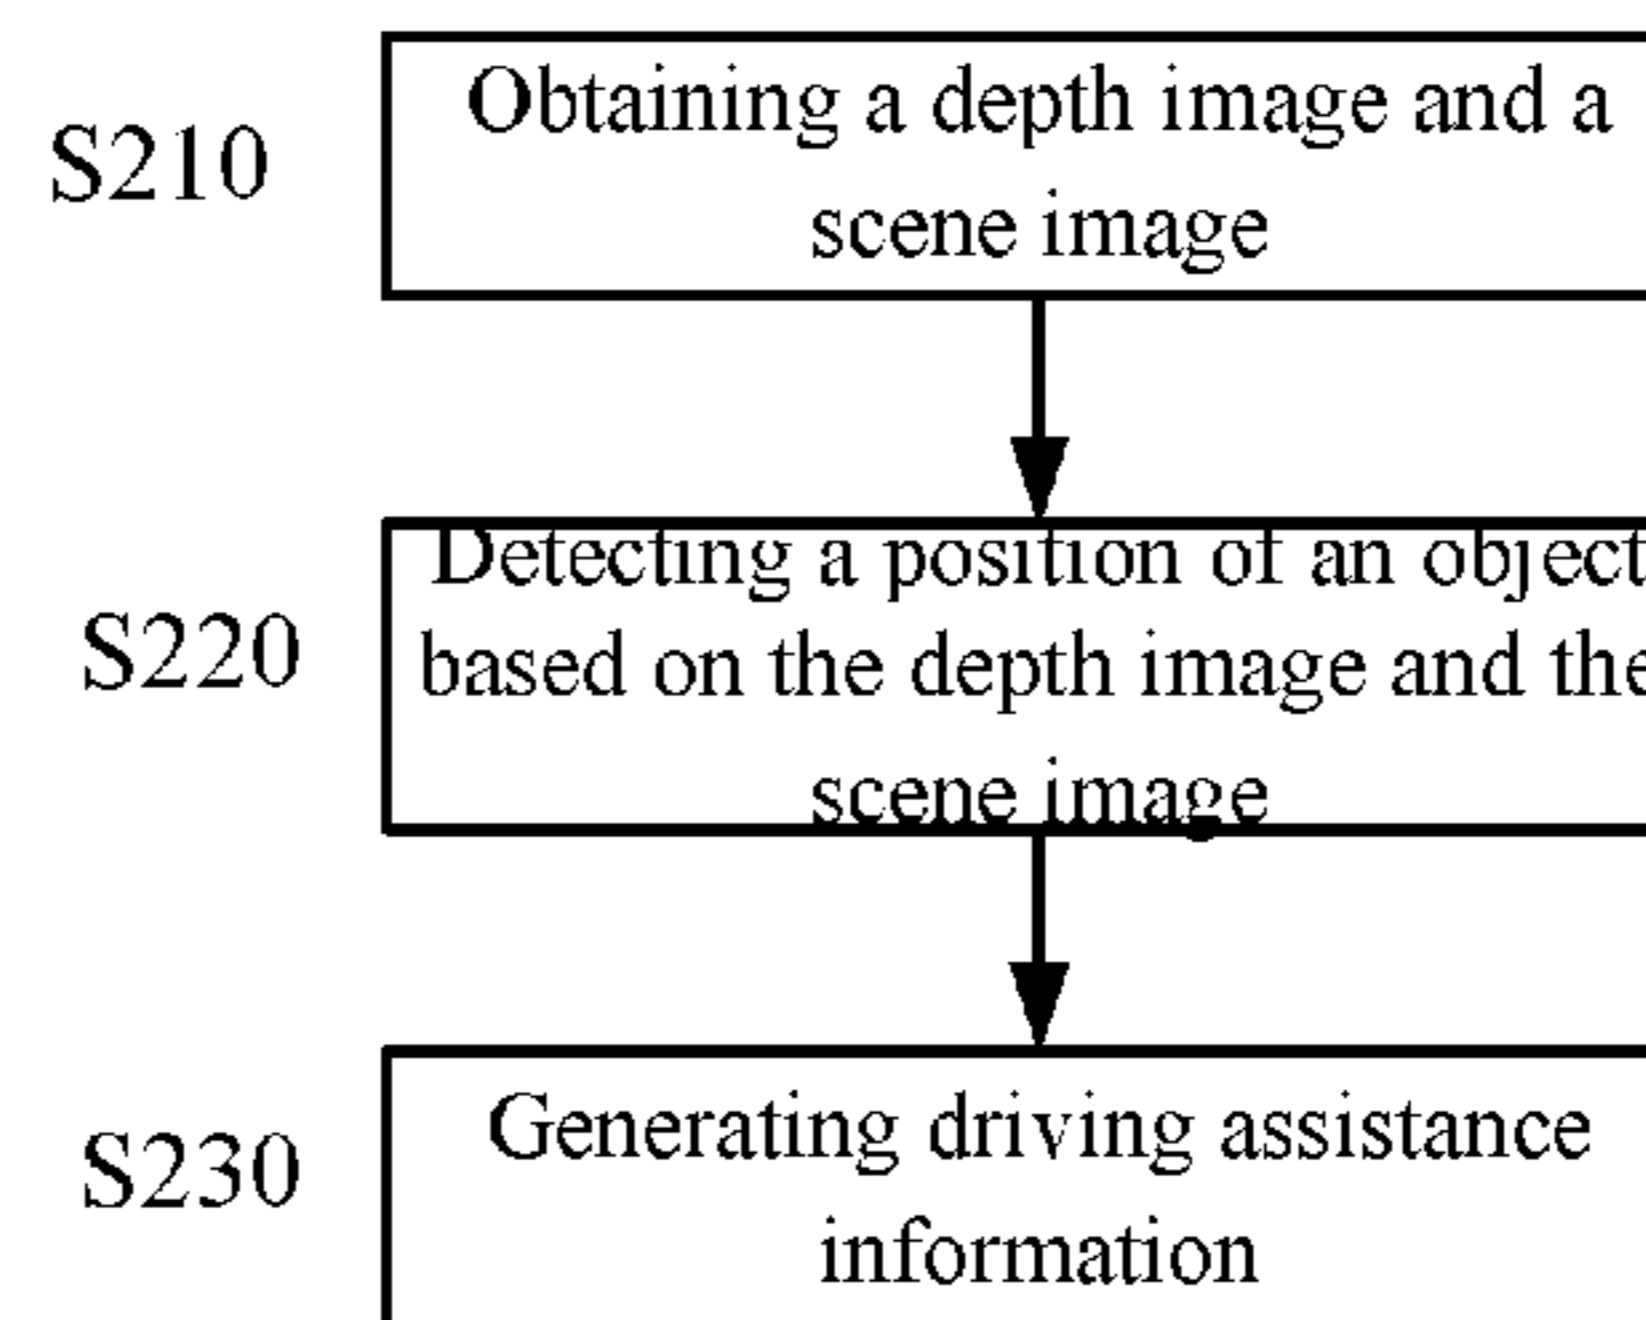 S210
Obtaining a depth image and a
scene image
S220
Detecting a position of an object
based on the depth image and the
scene image
S230
Generating driving assistance
information